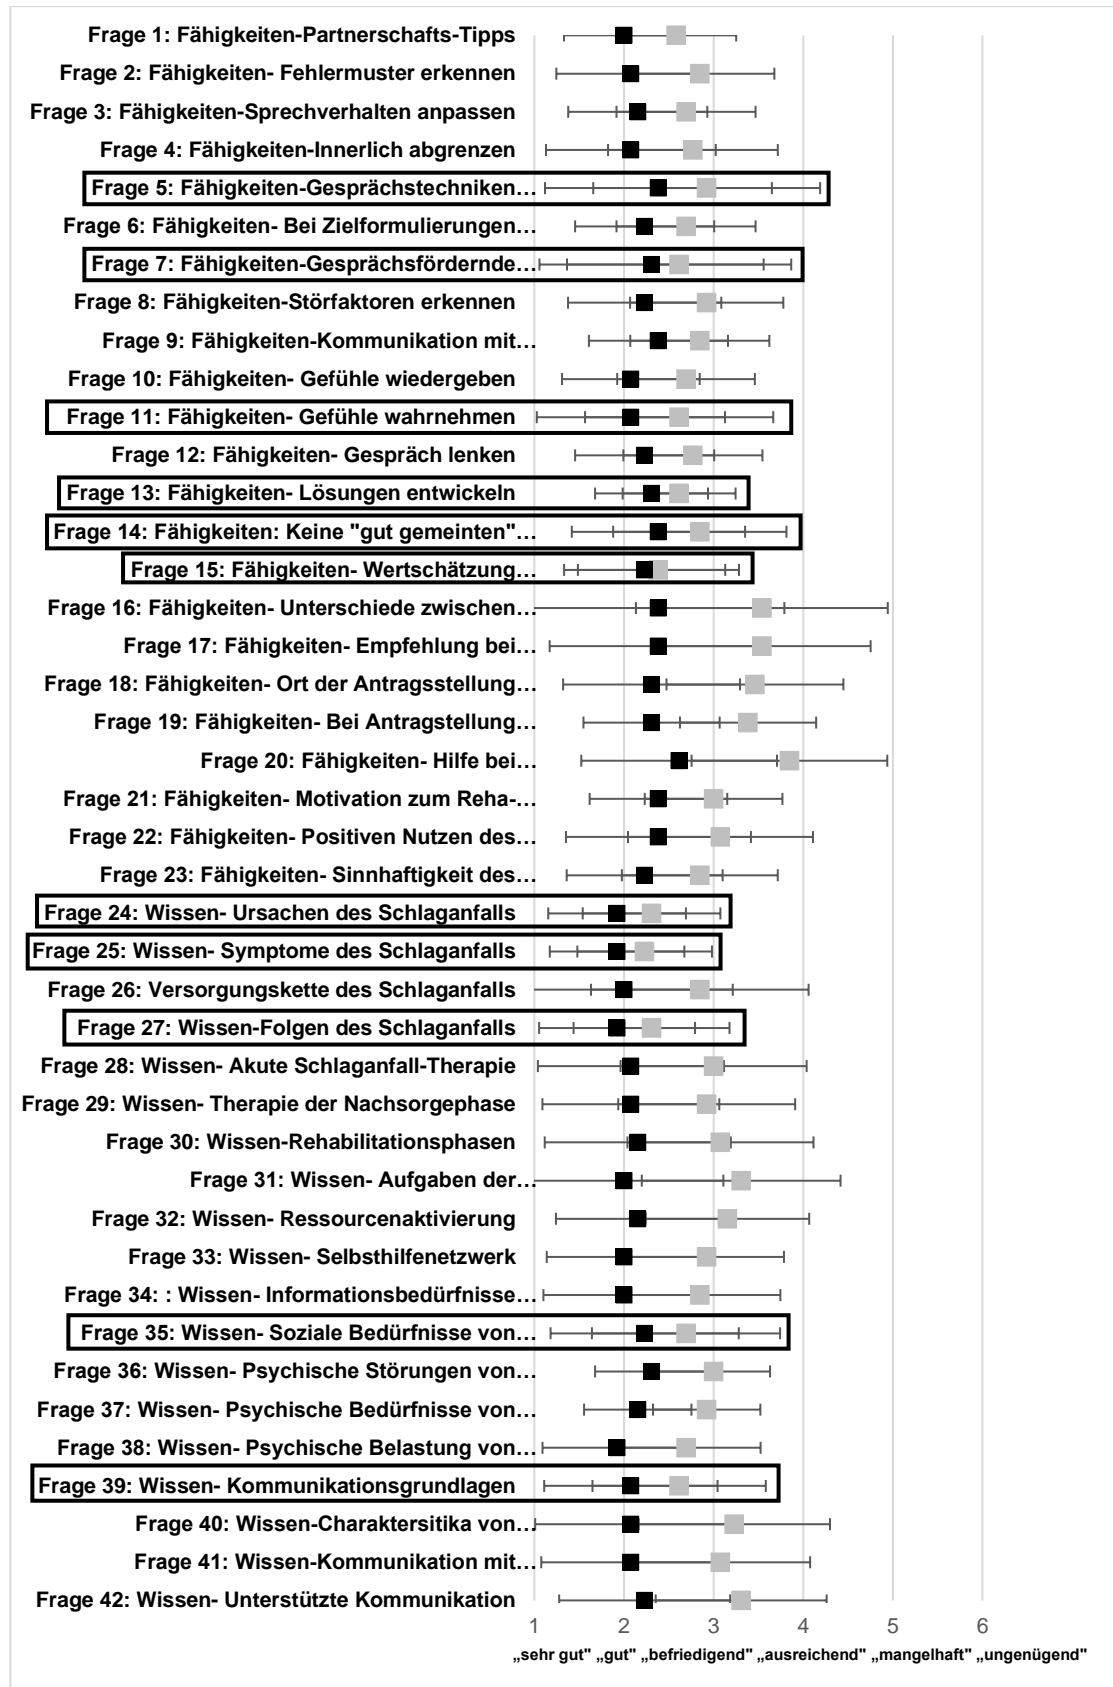 Frage 1: Fähigkeiten-Partnerschafts-Tipps
Frage 2: Fähigkeiten- Fehlermuster erkennen
Frage 3: Fähigkeiten-Sprechverhalten anpassen
Frage 4: Fähigkeiten-Innerlich abgrenzen
Frage 5: Fähigkeiten-Gesprächstechniken…
Frage 6: Fähigkeiten- Bei Zielformulierungen…
Frage 7: Fähigkeiten-Gesprächsfördernde…
Frage 8: Fähigkeiten-Störfaktoren erkennen
Frage 9: Fähigkeiten-Kommunikation mit…
Frage 10: Fähigkeiten- Gefühle wiedergeben
Frage 11: Fähigkeiten- Gefühle wahrnehmen
Frage 12: Fähigkeiten- Gespräch lenken
Frage 13: Fähigkeiten- Lösungen entwickeln
Frage 14: Fähigkeiten: Keine "gut gemeinten"…
Frage 15: Fähigkeiten- Wertschätzung…
Frage 16: Fähigkeiten- Unterschiede zwischen…
Frage 17: Fähigkeiten- Empfehlung bei…
Frage 18: Fähigkeiten- Ort der Antragsstellung…
Frage 19: Fähigkeiten- Bei Antragstellung…
Frage 20: Fähigkeiten- Hilfe bei…
Frage 21: Fähigkeiten- Motivation zum Reha-…
Frage 22: Fähigkeiten- Positiven Nutzen des…
Frage 23: Fähigkeiten- Sinnhaftigkeit des…
Frage 24: Wissen- Ursachen des Schlaganfalls
Frage 25: Wissen- Symptome des Schlaganfalls
Frage 26: Versorgungskette des Schlaganfalls
Frage 27: Wissen-Folgen des Schlaganfalls
Frage 28: Wissen- Akute Schlaganfall-Therapie
Frage 29: Wissen- Therapie der Nachsorgephase
Frage 30: Wissen-Rehabilitationsphasen
Frage 31: Wissen- Aufgaben der…
Frage 32: Wissen- Ressourcenaktivierung
Frage 33: Wissen- Selbsthilfenetzwerk
Frage 34: : Wissen- Informationsbedürfnisse…
Frage 35: Wissen- Soziale Bedürfnisse von…
Frage 36: Wissen- Psychische Störungen von…
Frage 37: Wissen- Psychische Bedürfnisse von…
Frage 38: Wissen- Psychische Belastung von…
Frage 39: Wissen- Kommunikationsgrundlagen
Frage 40: Wissen-Charaktersitika von…
Frage 41: Wissen-Kommunikation mit…
Frage 42: Wissen- Unterstützte Kommunikation
1 2 3 4 5 6
„sehr gut" „gut" „befriedigend" „ausreichend" „mangelhaft" „ungenügend"